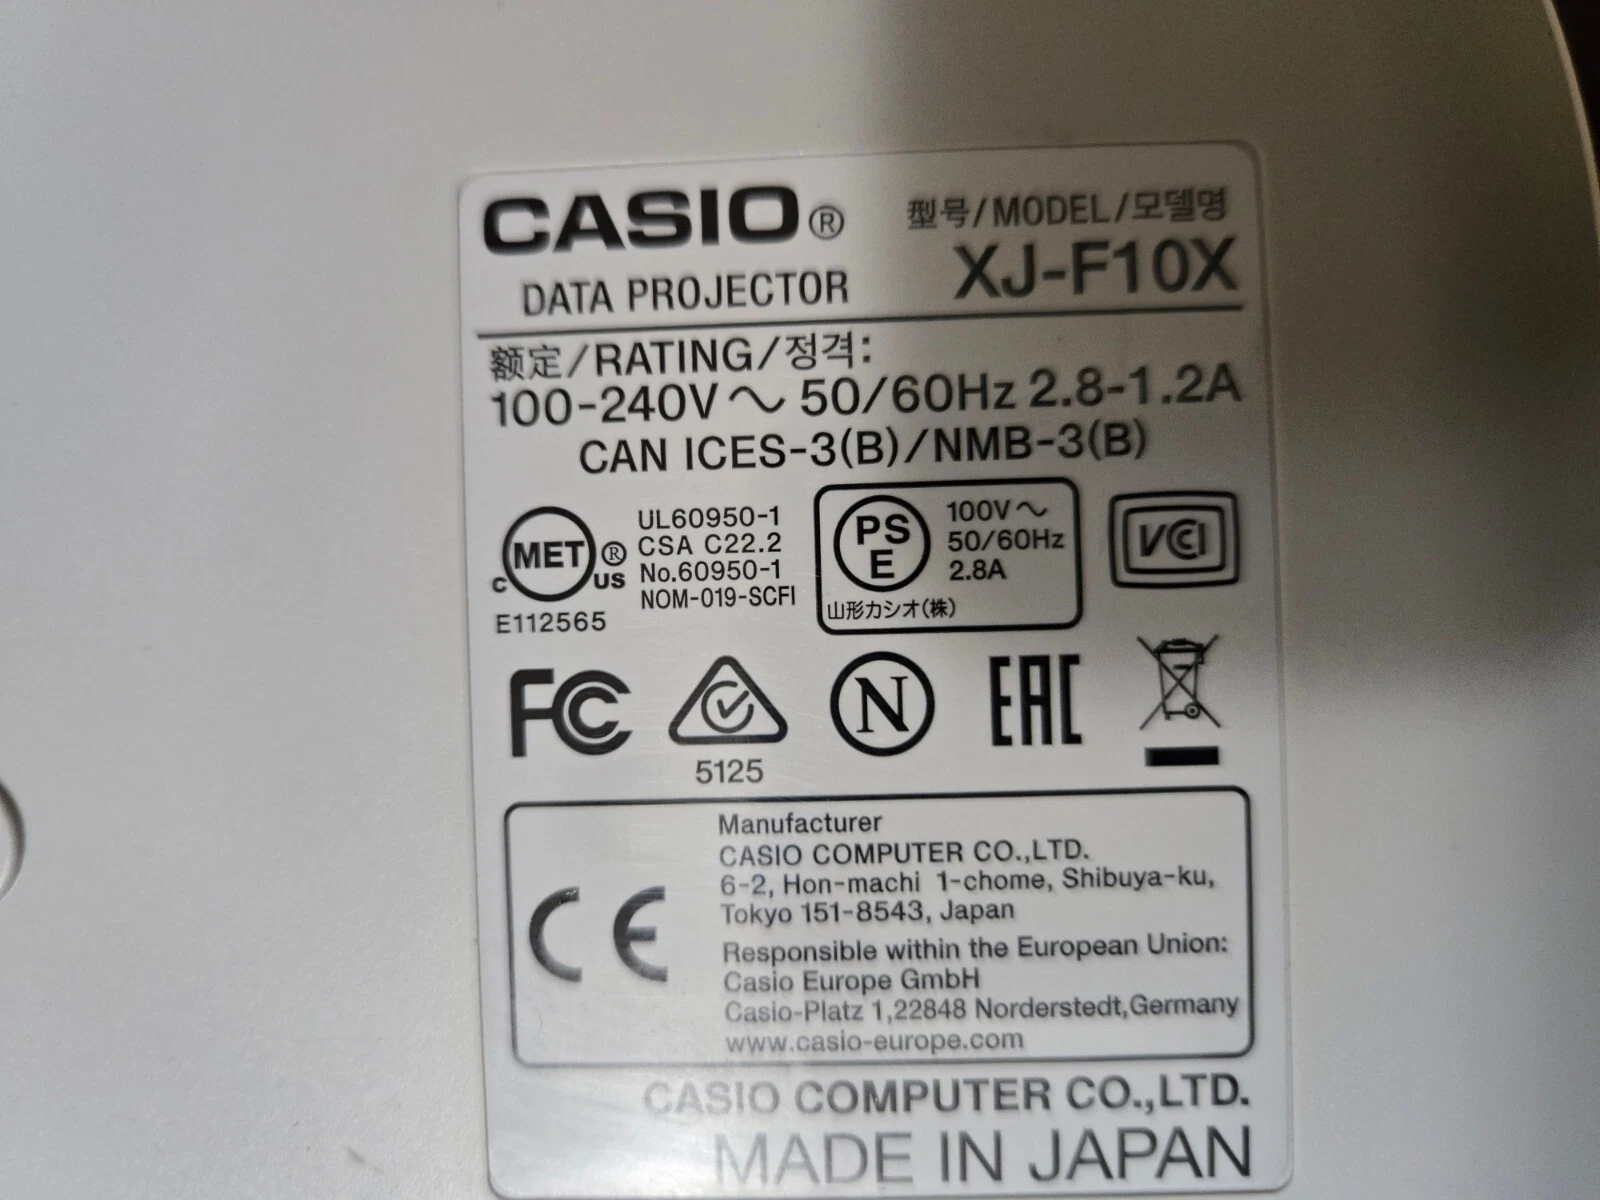 CASIO® 型号/MODEL/모델명
DATA PROJECTOR XJ-F10X
额定/RATING/정격:
100-240V～ 50/60Hz 2.8-1.2A
CAN ICES-3(B)/NMB-3(B)
C MET® US
E112565
UL60950-1
CSA C22.2
No.60950-1
NOM-019-SCFI
PS E
100V～
50/60Hz
2.8A
山形カシオ(株)
VCCI
FC
5125
N
EAC
CE
Manufacturer
CASIO COMPUTER CO.,LTD.
6-2, Hon-machi 1-chome, Shibuya-ku,
Tokyo 151-8543, Japan
Responsible within the European Union:
Casio Europe GmbH
Casio-Platz 1,22848 Norderstedt,Germany
www.casio-europe.com
CASIO COMPUTER CO.,LTD.
MADE IN JAPAN